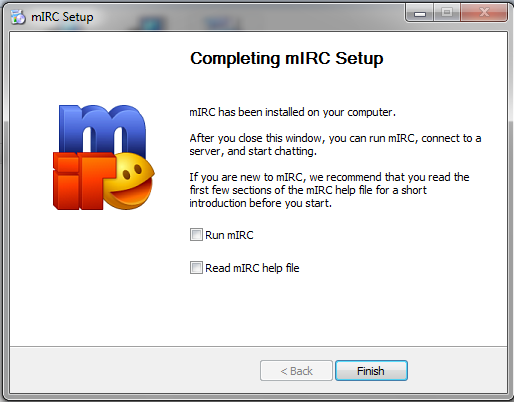 mIRC Setup
Completing mIRC Setup
mIRC has been installed on your computer.
After you close this window, you can run mIRC, connect to a
server, and start chatting.
If you are new to mIRC, we recommend that you read the
first few sections of the mIRC help file for a short
introduction before you start.
m
irc
Run mIRC
Read mIRC help file
< Back
Finish